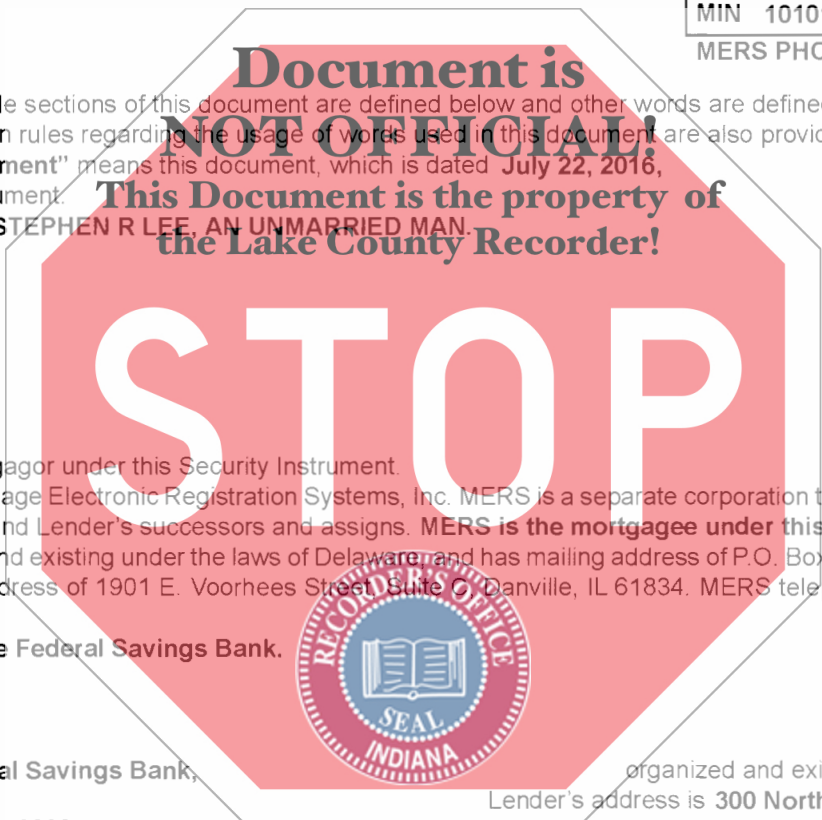 MIN 1010
MERS PHO
Document is
e sections of this document are defined below and other words are define
n rules regarding the usage of words used in this document are also provi
NOT OFFICIAL!
ment” means this document, which is dated July 22, 2016,
ment.
This Document is the property of
STEPHEN R LEE, AN UNMARRIED MAN.
the Lake County Recorder!
STOP
gagor under this Security Instrument.
age Electronic Registration Systems, Inc. MERS is a separate corporation t
nd Lender's successors and assigns. MERS is the mortgagee under this
nd existing under the laws of Delaware, and has mailing address of P.O. Box
dress of 1901 E. Voorhees Street, Suite C, Danville, IL 61834. MERS tele
RECORDER'S OFFICE
e Federal Savings Bank.
SEAL
INDIANA
al Savings Bank,
organized and exi
Lender's address is 300 North